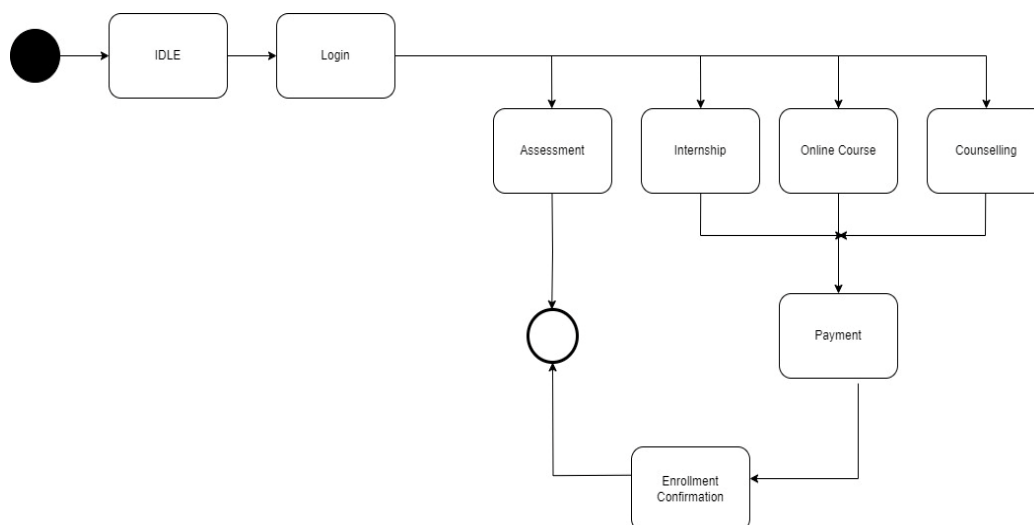 IDLE
Login
Assessment
Internship
Online Course
Counselling
Payment
Enrollment
Confirmation